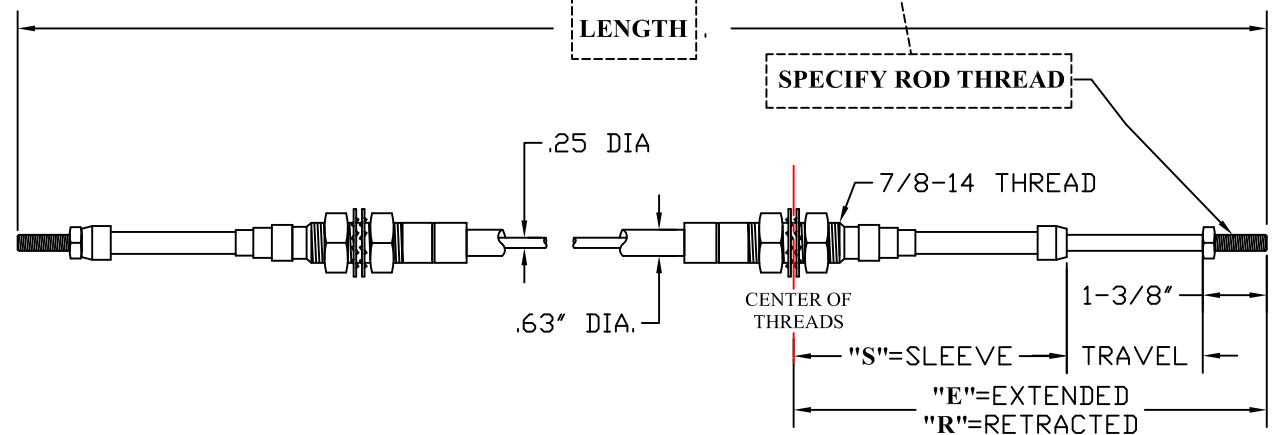 LENGTH .
SPECIFY ROD THREAD
.25 DIA
7/8-14 THREAD
.63" DIA.
CENTER OF
THREADS
1-3/8"
"S"=SLEEVE
TRAVEL
"E"=EXTENDED
"R"=RETRACTED